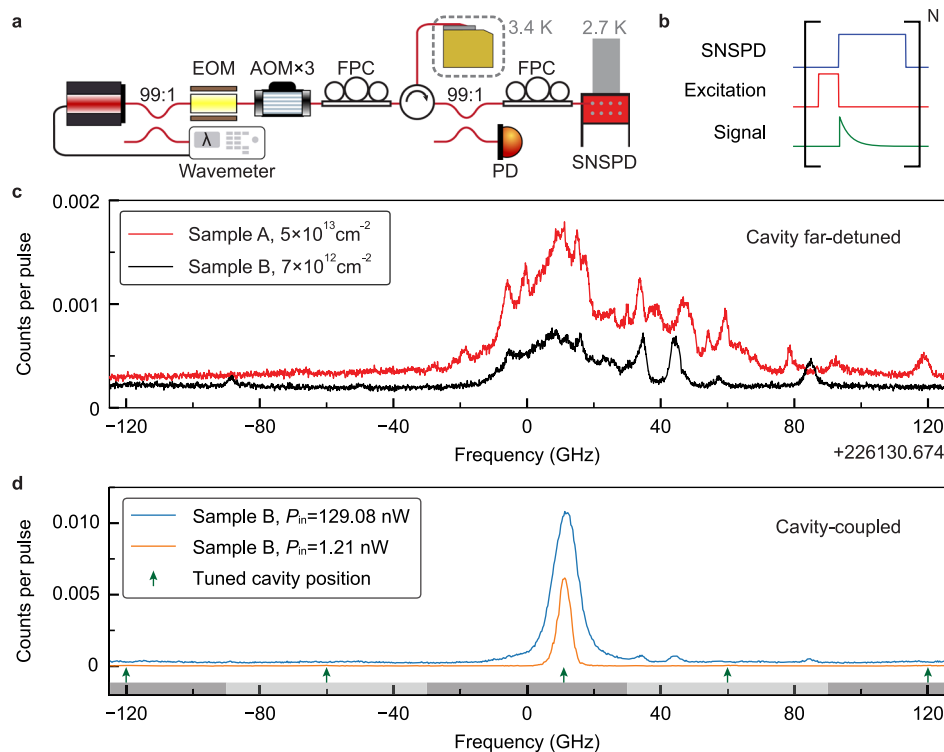 a
EOM AOM×3 FPC 3.4 K 2.7 K
99:1 99:1 FPC
λ
Wavemeter PD SNSPD
b
N
SNSPD
Excitation
Signal
c
Counts per pulse
0.002
0.001
0
Sample A, 5×10¹³cm⁻²
Sample B, 7×10¹²cm⁻²
Cavity far-detuned
−120 −80 −40 0 40 80 120
Frequency (GHz)
+226130.674
d
Counts per pulse
0.010
0.005
0
Sample B, Pin=129.08 nW
Sample B, Pin=1.21 nW
Tuned cavity position
Cavity-coupled
−120 −80 −40 0 40 80 120
Frequency (GHz)